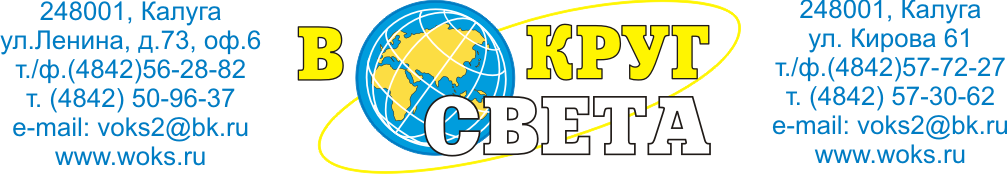 248001, Калуга
ул.Ленина, д.73, оф.6
т./ф.(4842)56-28-82
т. (4842) 50-96-37
e-mail: voks2@bk.ru
www.woks.ru
В КРУГ
СВЕТА
248001, Калуга
ул. Кирова 61
т./ф.(4842)57-72-27
т. (4842) 57-30-62
e-mail: voks2@bk.ru
www.woks.ru